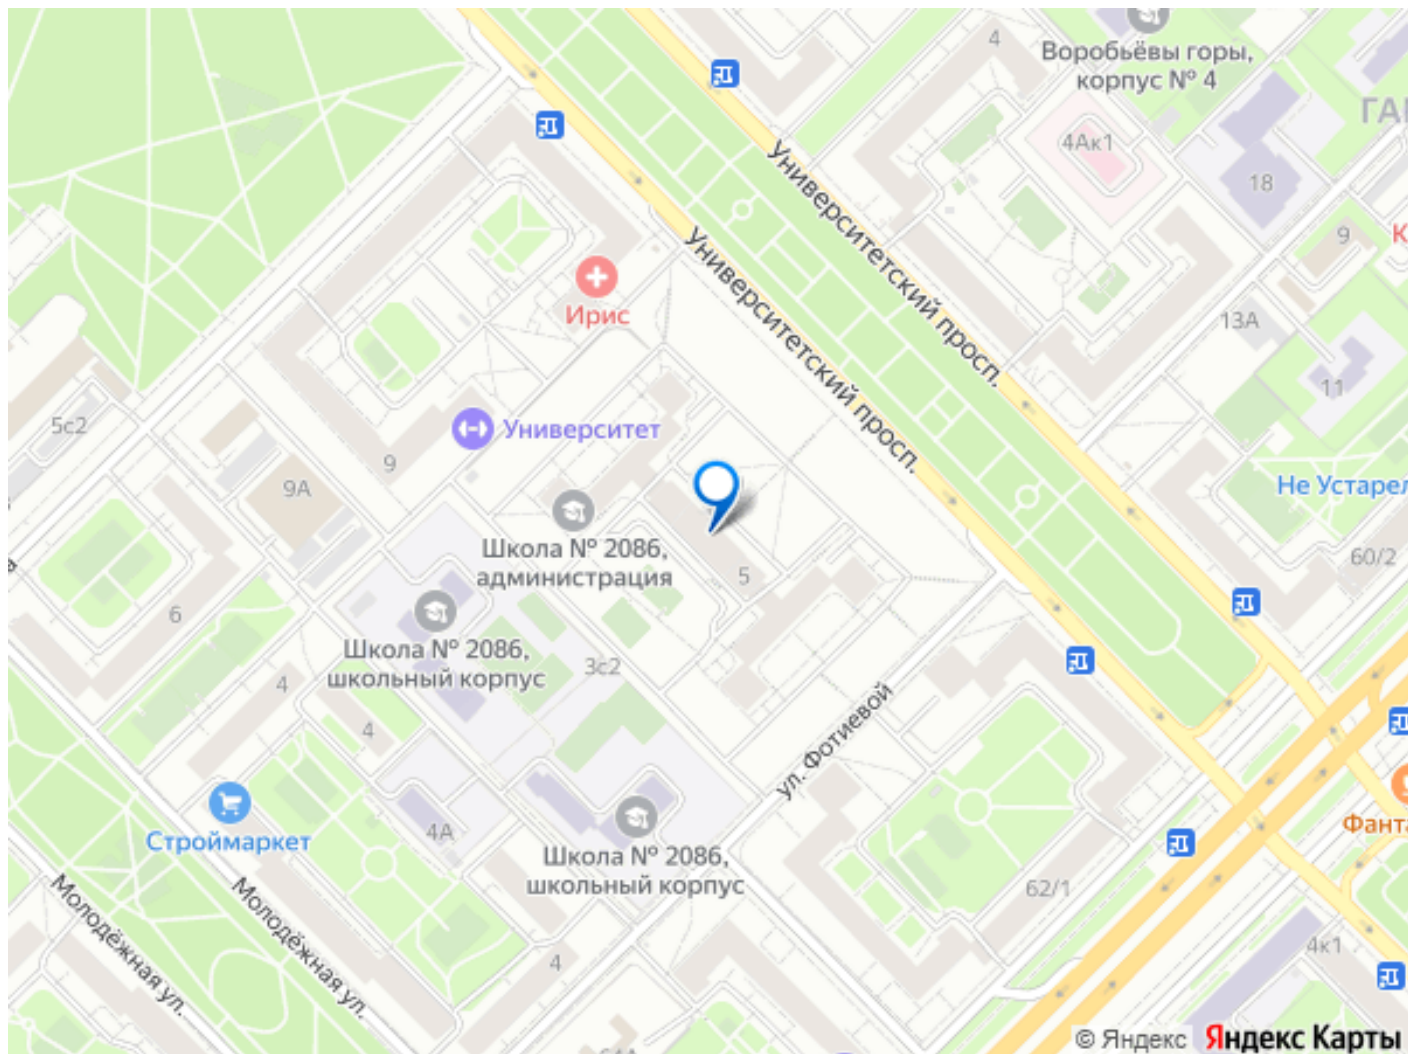 4
Воробьёвы горы,
корпус № 4
4Ак1
18
9
Университетский просп.
Университетский просп.
Ирис
13А
11
5с2
Университет
9
9А
Не Устарел
Школа № 2086,
администрация
5
60/2
6
Школа № 2086,
школьный корпус
3с2
4
4
ул. Фотиевой
Строймаркет
4А
Фанта
Школа № 2086,
школьный корпус
62/1
Молодёжная ул.
Молодёжная ул.
4
4к1
© Яндекс Яндекс Карты